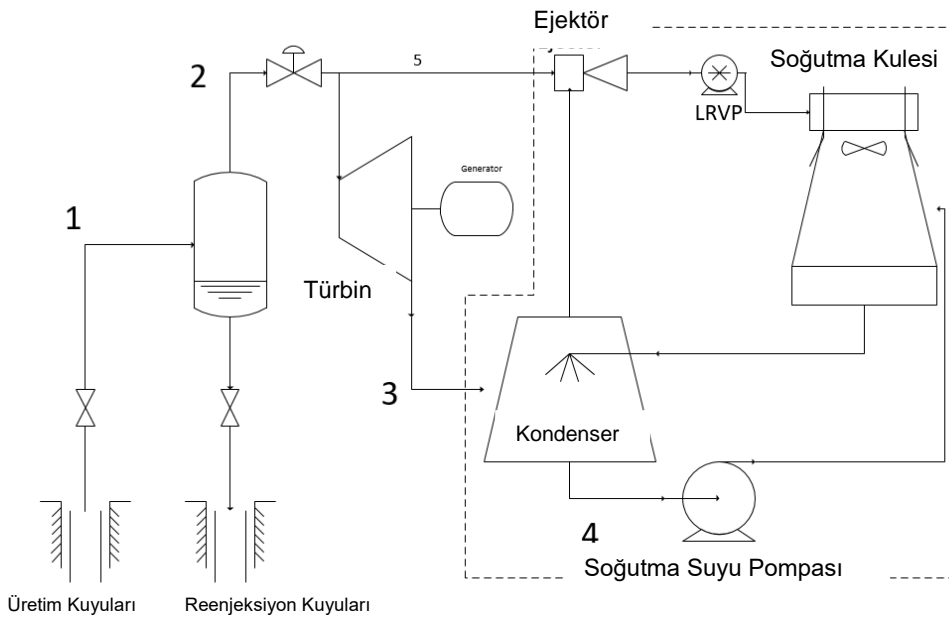 Ejektör
Ejektör
2
5
Soğutma Kulesi
LRVP
Generator
1
Türbin
3
Kondenser
4
Soğutma Suyu Pompası
Üretim Kuyuları
Reenjeksiyon Kuyuları